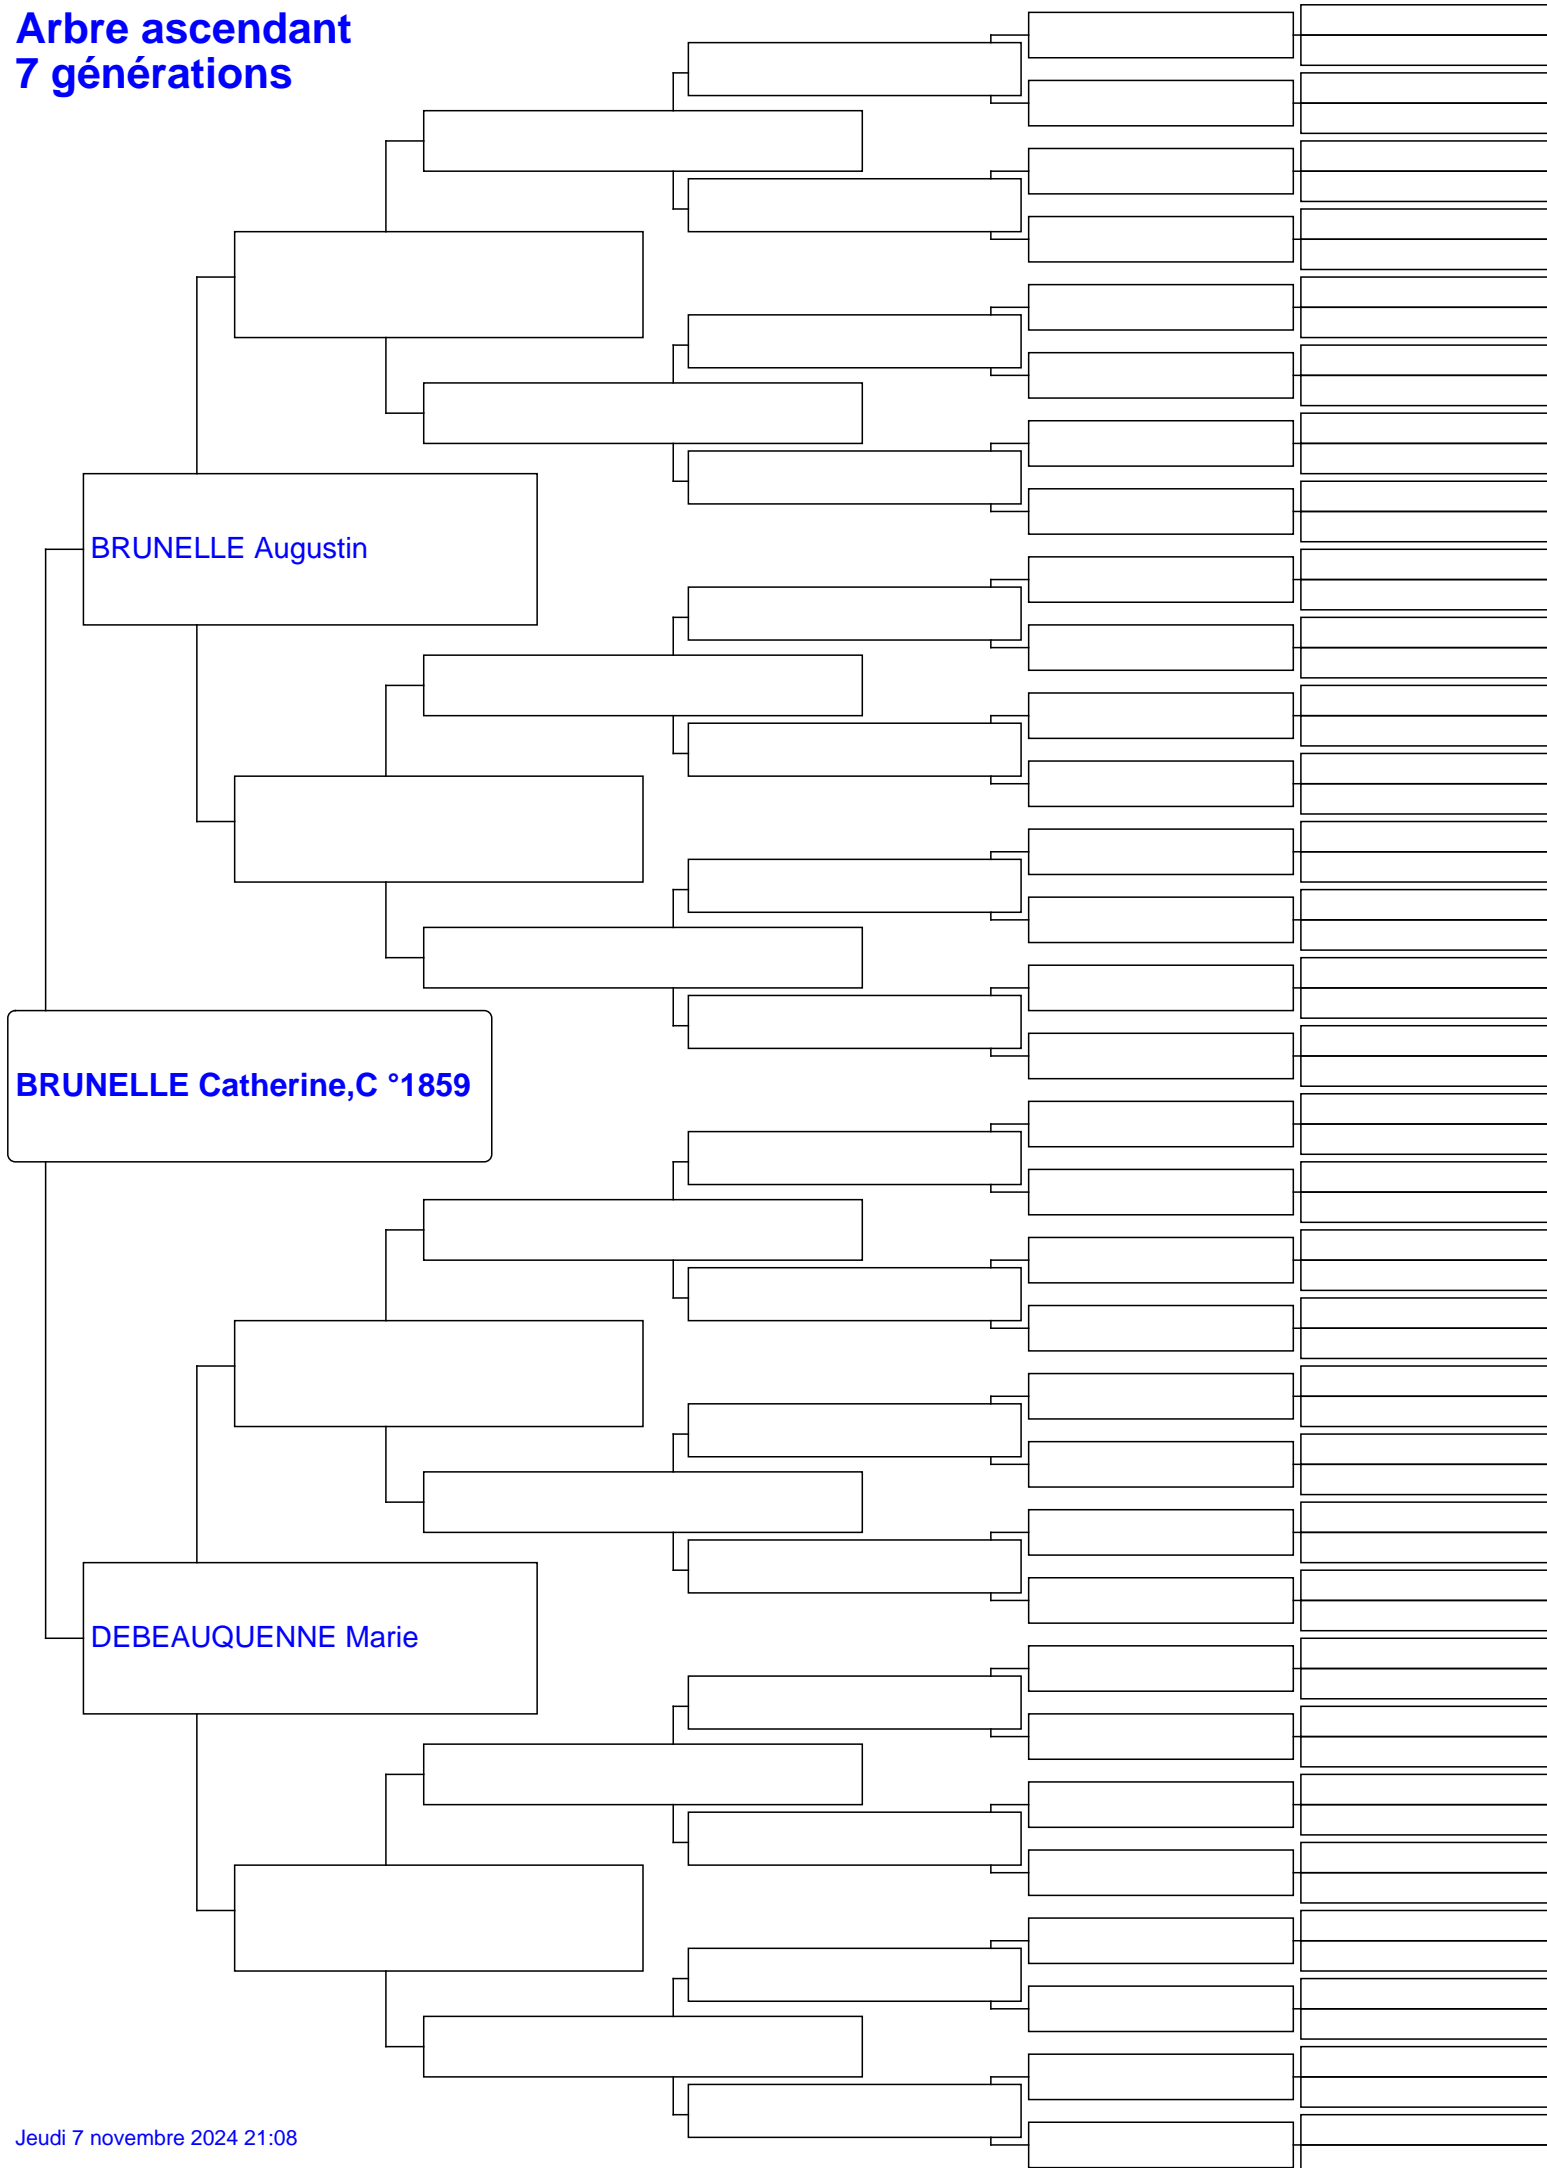 Arbre ascendant
7 générations
BRUNELLE Augustin
BRUNELLE Catherine,C °1859
DEBEAUQUENNE Marie
Jeudi 7 novembre 2024 21:08